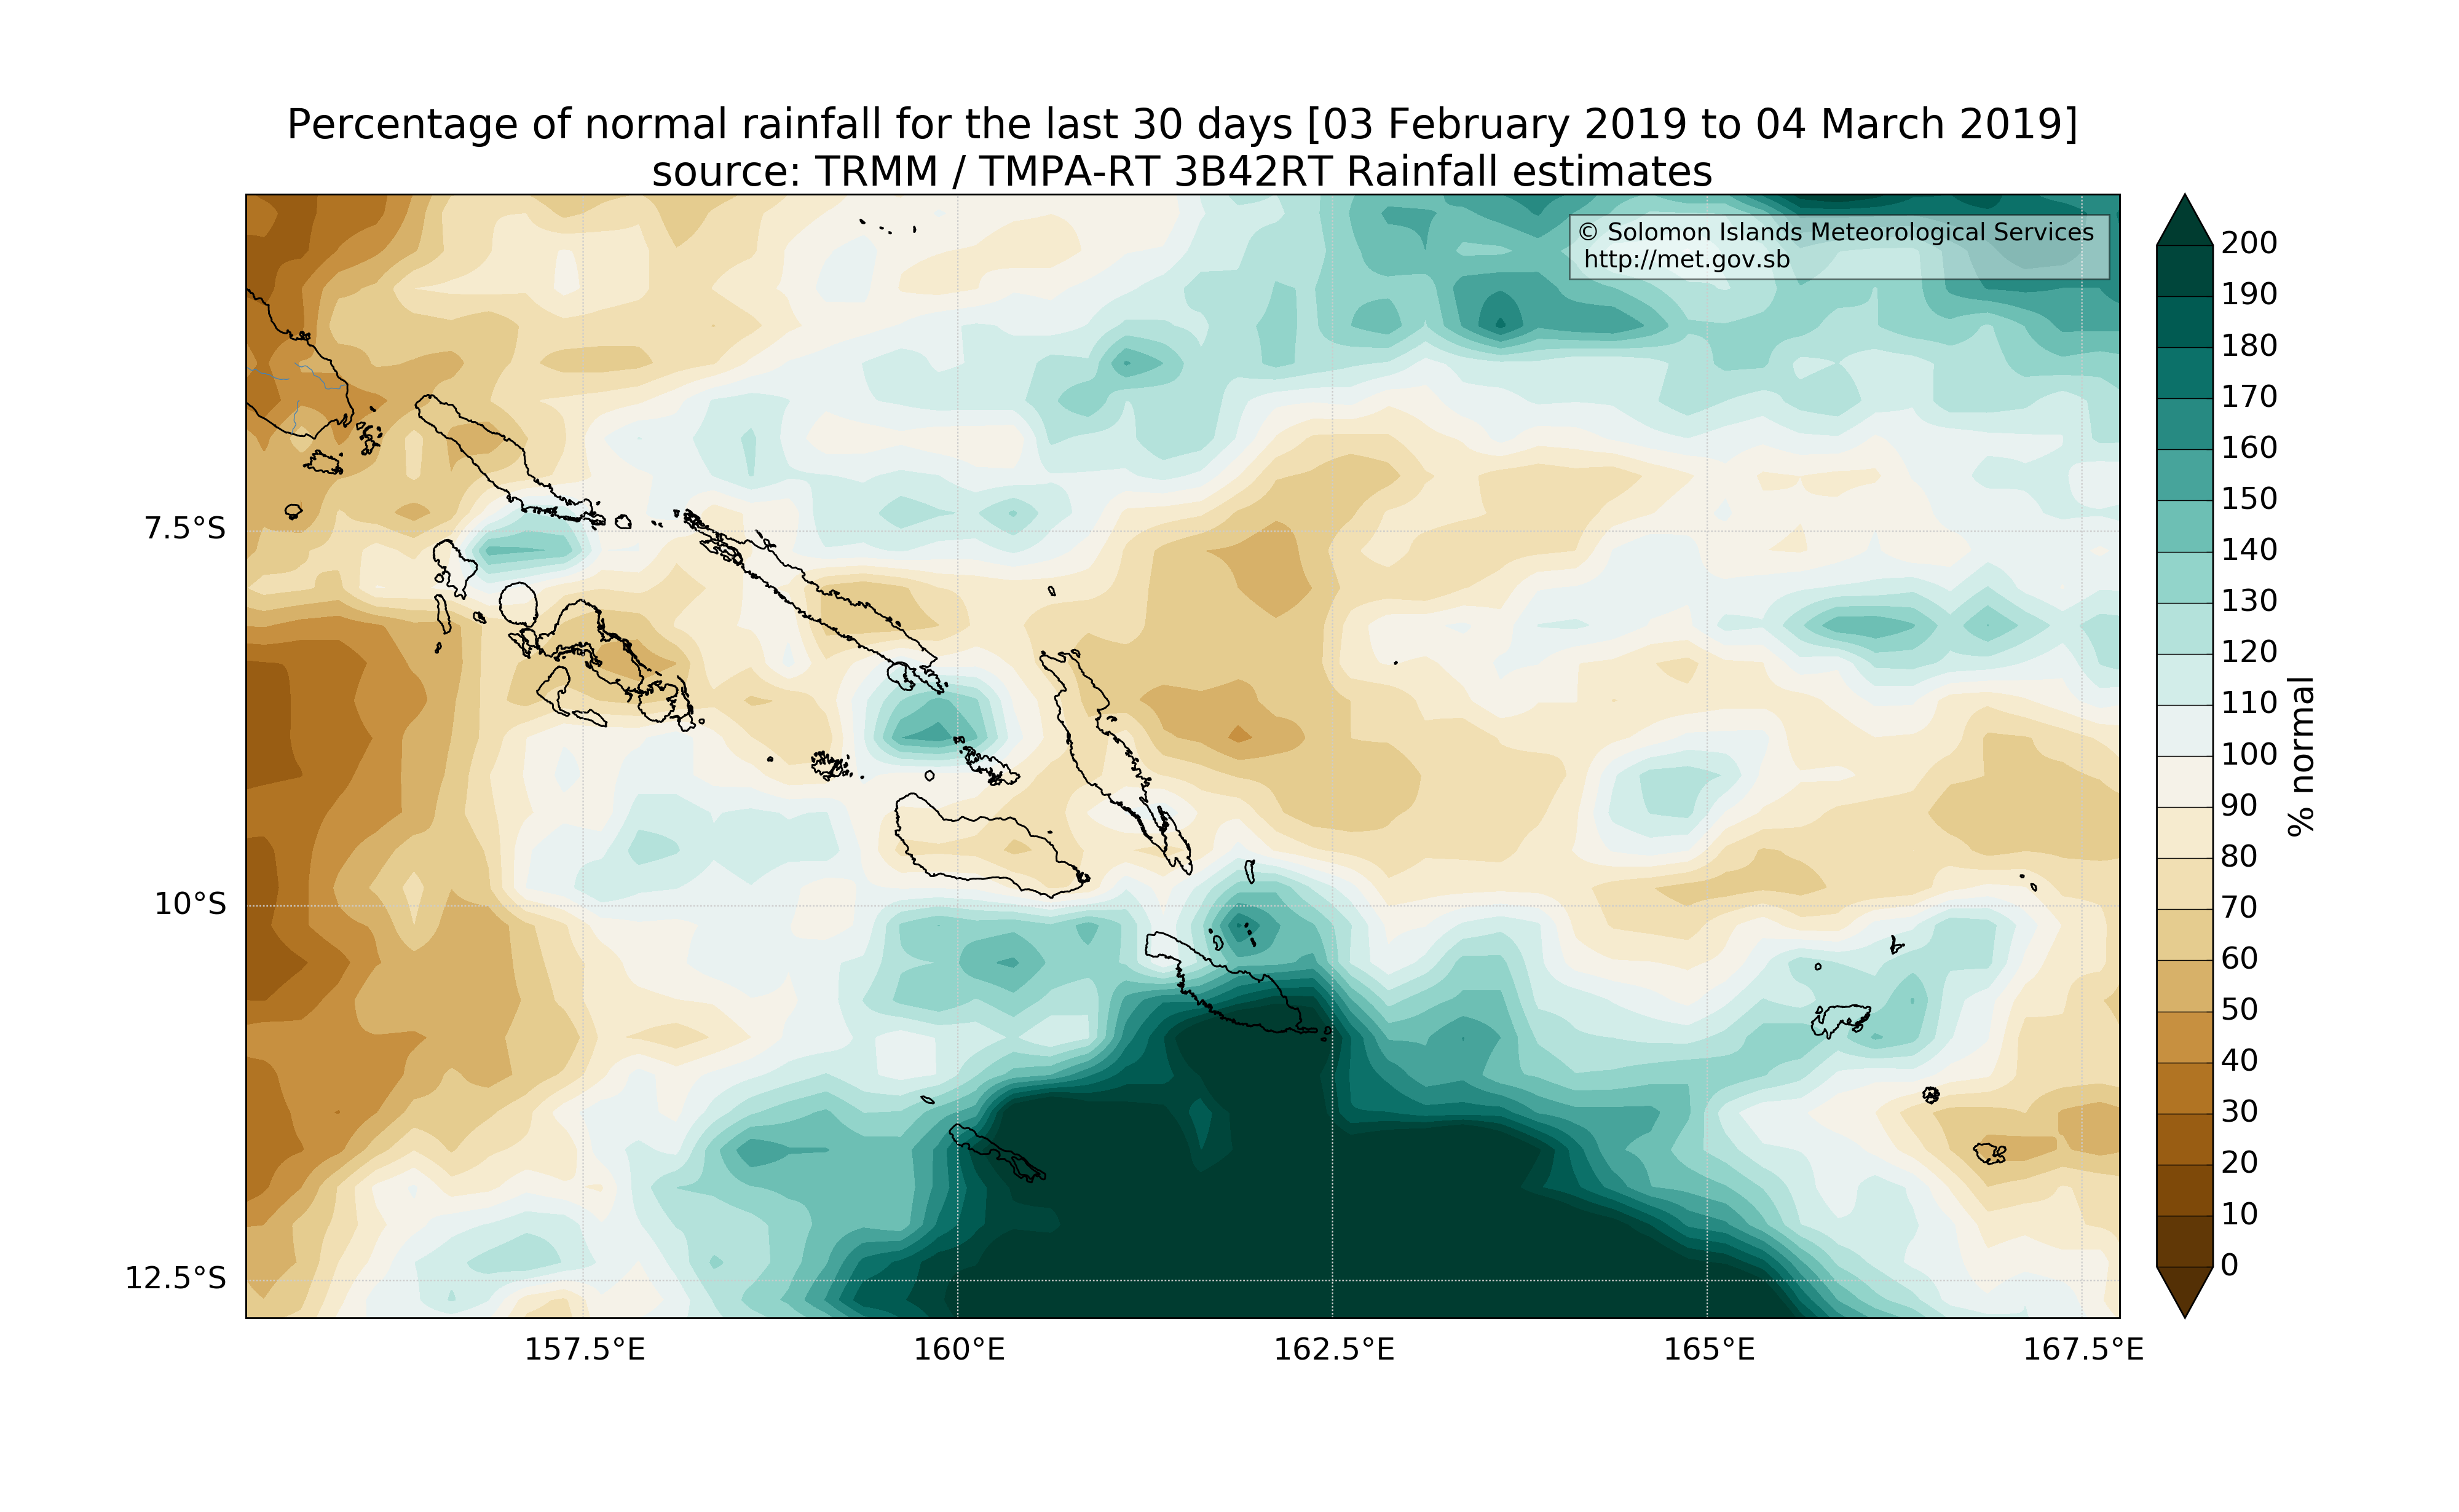 Percentage of normal rainfall for the last 30 days [03 February 2019 to 04 March 2019]
source: TRMM / TMPA-RT 3B42RT Rainfall estimates
© Solomon Islands Meteorological Services
http://met.gov.sb
7.5°S
10°S
12.5°S
157.5°E
160°E
162.5°E
165°E
167.5°E
200
190
180
170
160
150
140
130
120
110
100
90
80
70
60
50
40
30
20
10
0
% normal